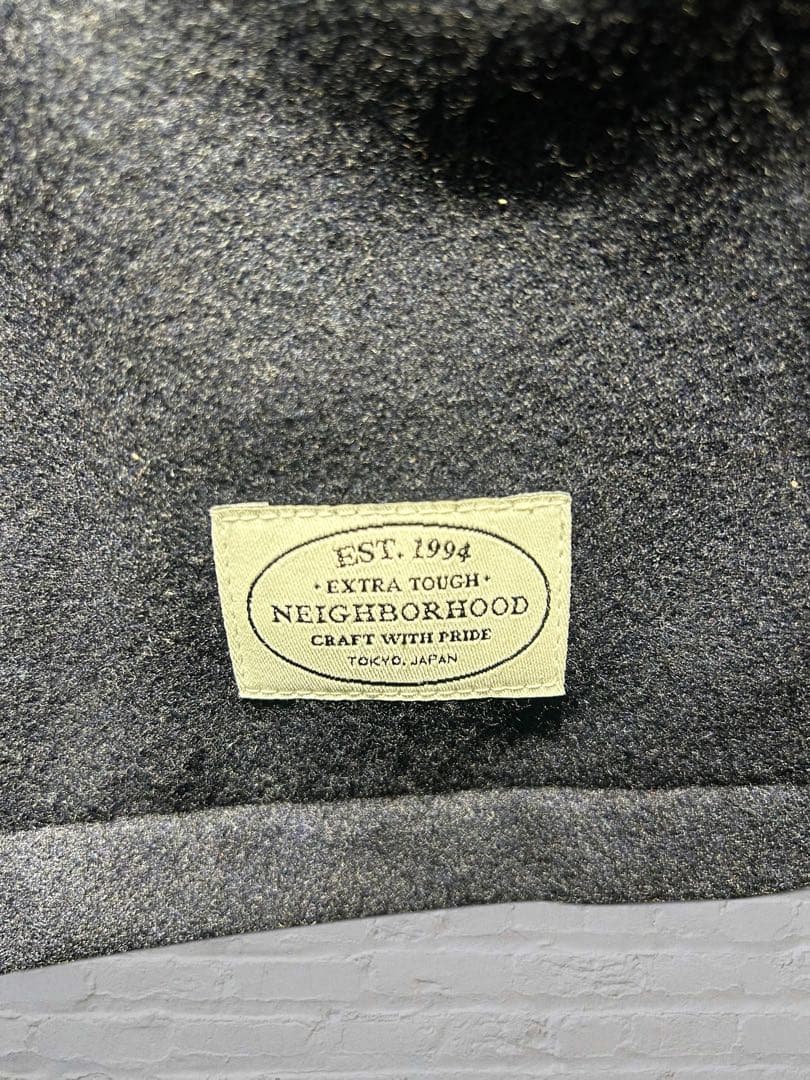 EST. 1994
· EXTRA TOUGH ·
NEIGHBORHOOD
CRAFT WITH PRIDE
TOKYO, JAPAN